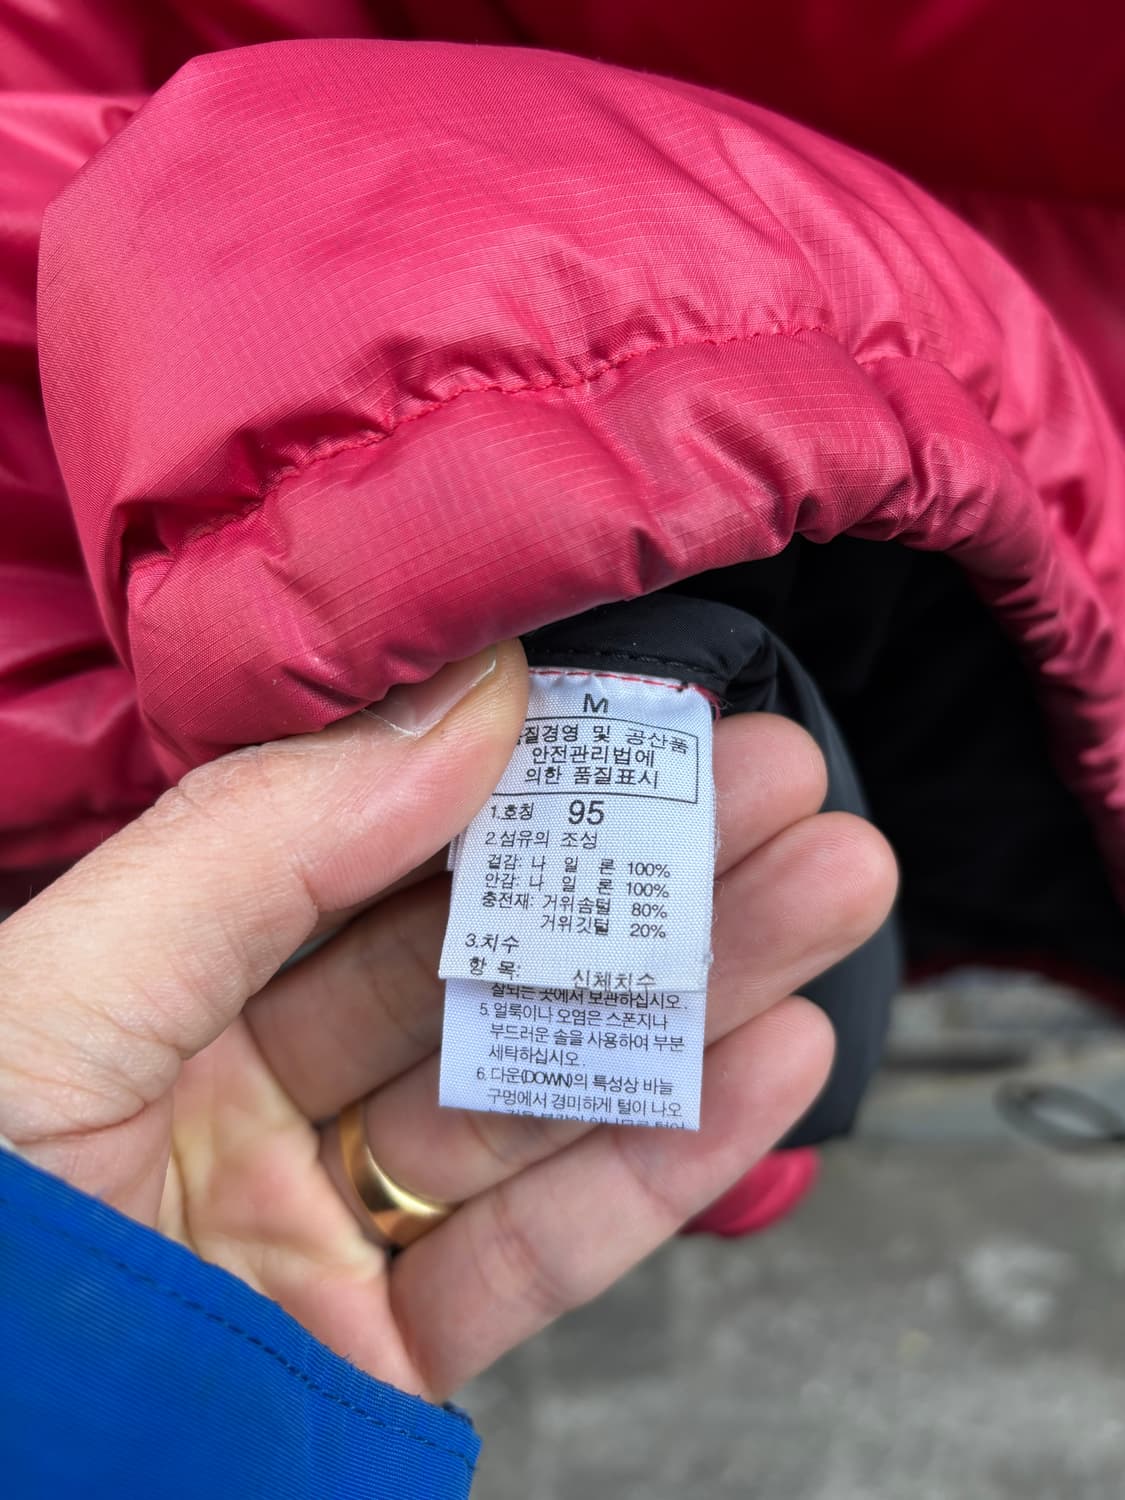 M
질경영 및 공산품
안전관리법에
의한 품질표시
1.호칭 95
2.섬유의 조성
겉감: 나 일 론 100%
안감: 나 일 론 100%
충전재: 거위솜털 80%
거위깃털 20%
3.치수
항 목: 신체치수
잘되는 곳에서 보관하십시오.
5. 얼룩이나 오염은 스폰지나
부드러운 솔을 사용하여 부분
세탁하십시오.
6. 다운(DOWN)의 특성상 바늘
구멍에서 경미하게 털이 나오